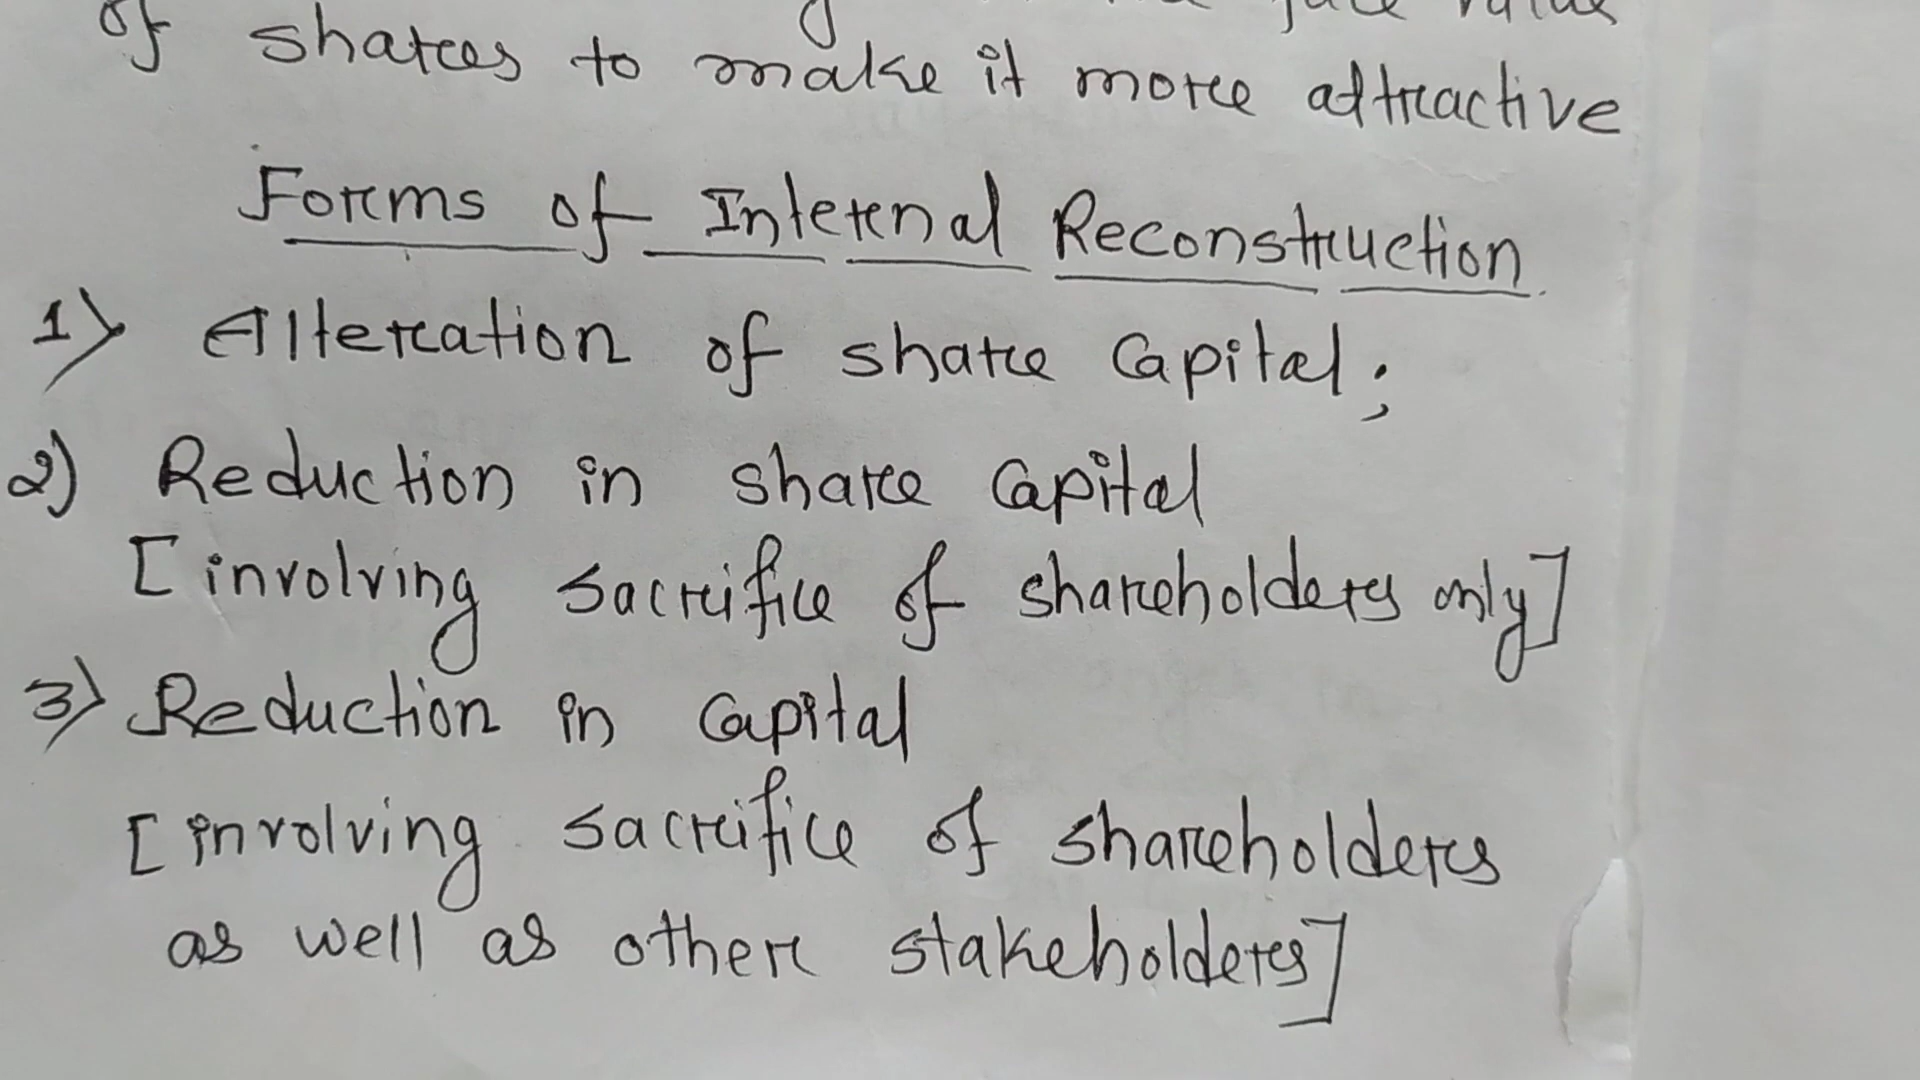 of shares to make it more attractive
Forms of Internal Reconstruction
1) Alteration of share Capital;
2) Reduction in share Capital
[involving sacrifice of shareholders only]
3) Reduction in Capital
[involving sacrifice of shareholders
as well as other stakeholders]